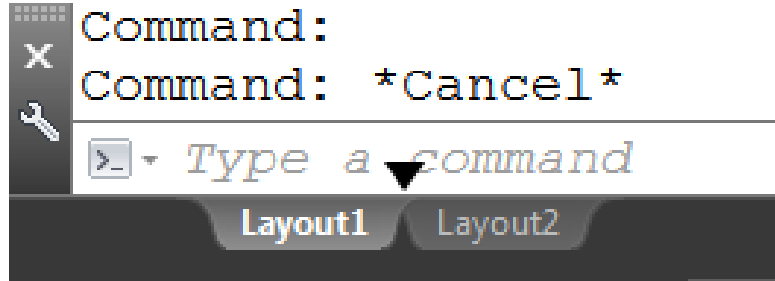 Command:
Command: *Cancel*
Type a command
Layout1 Layout2